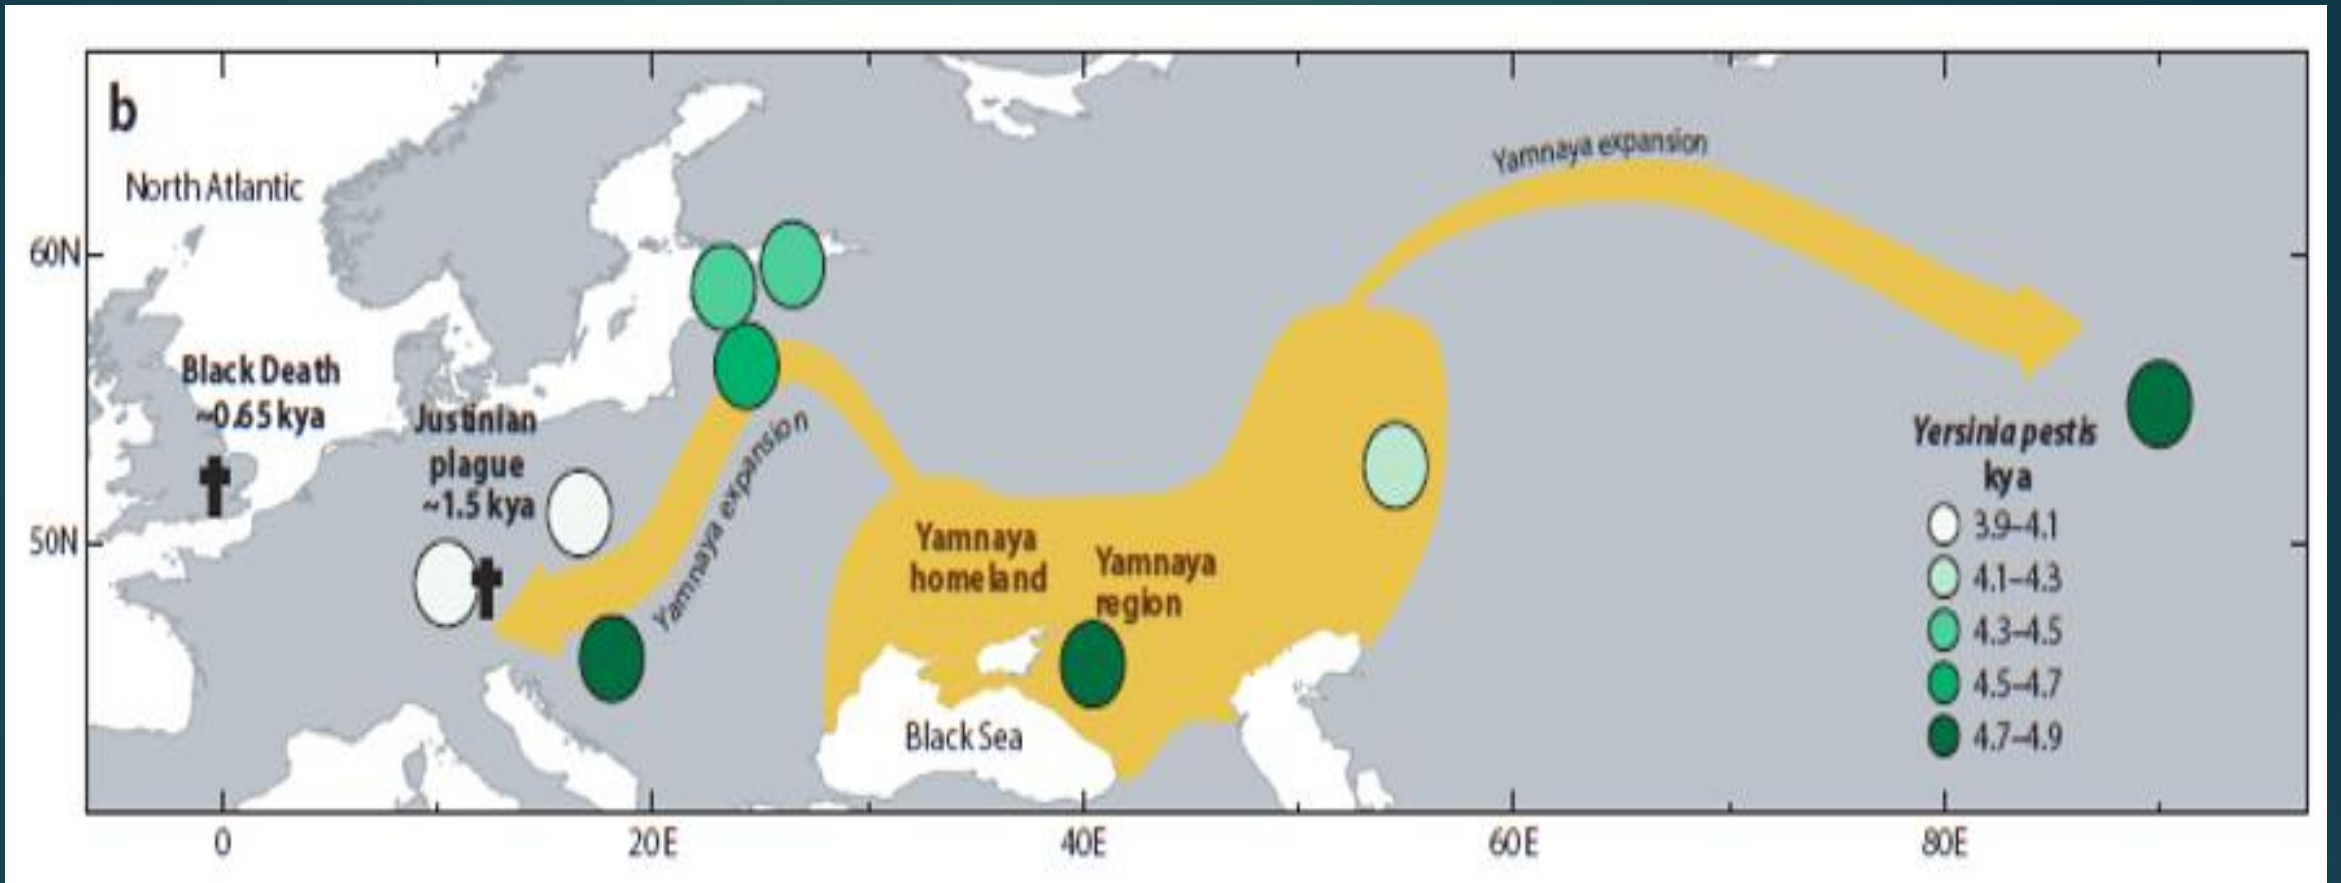 b
North Atlantic
Yamnaya expansion
60N
Black Death
~0.65 kya
Justinian
plague
~1.5 kya
Yamnaya expansion
50N
Yamnaya
homeland
Yamnaya
region
Black Sea
Yersinia pestis
kya
3.9–4.1
4.1–4.3
4.3–4.5
4.5–4.7
4.7–4.9
0
20E
40E
60E
80E